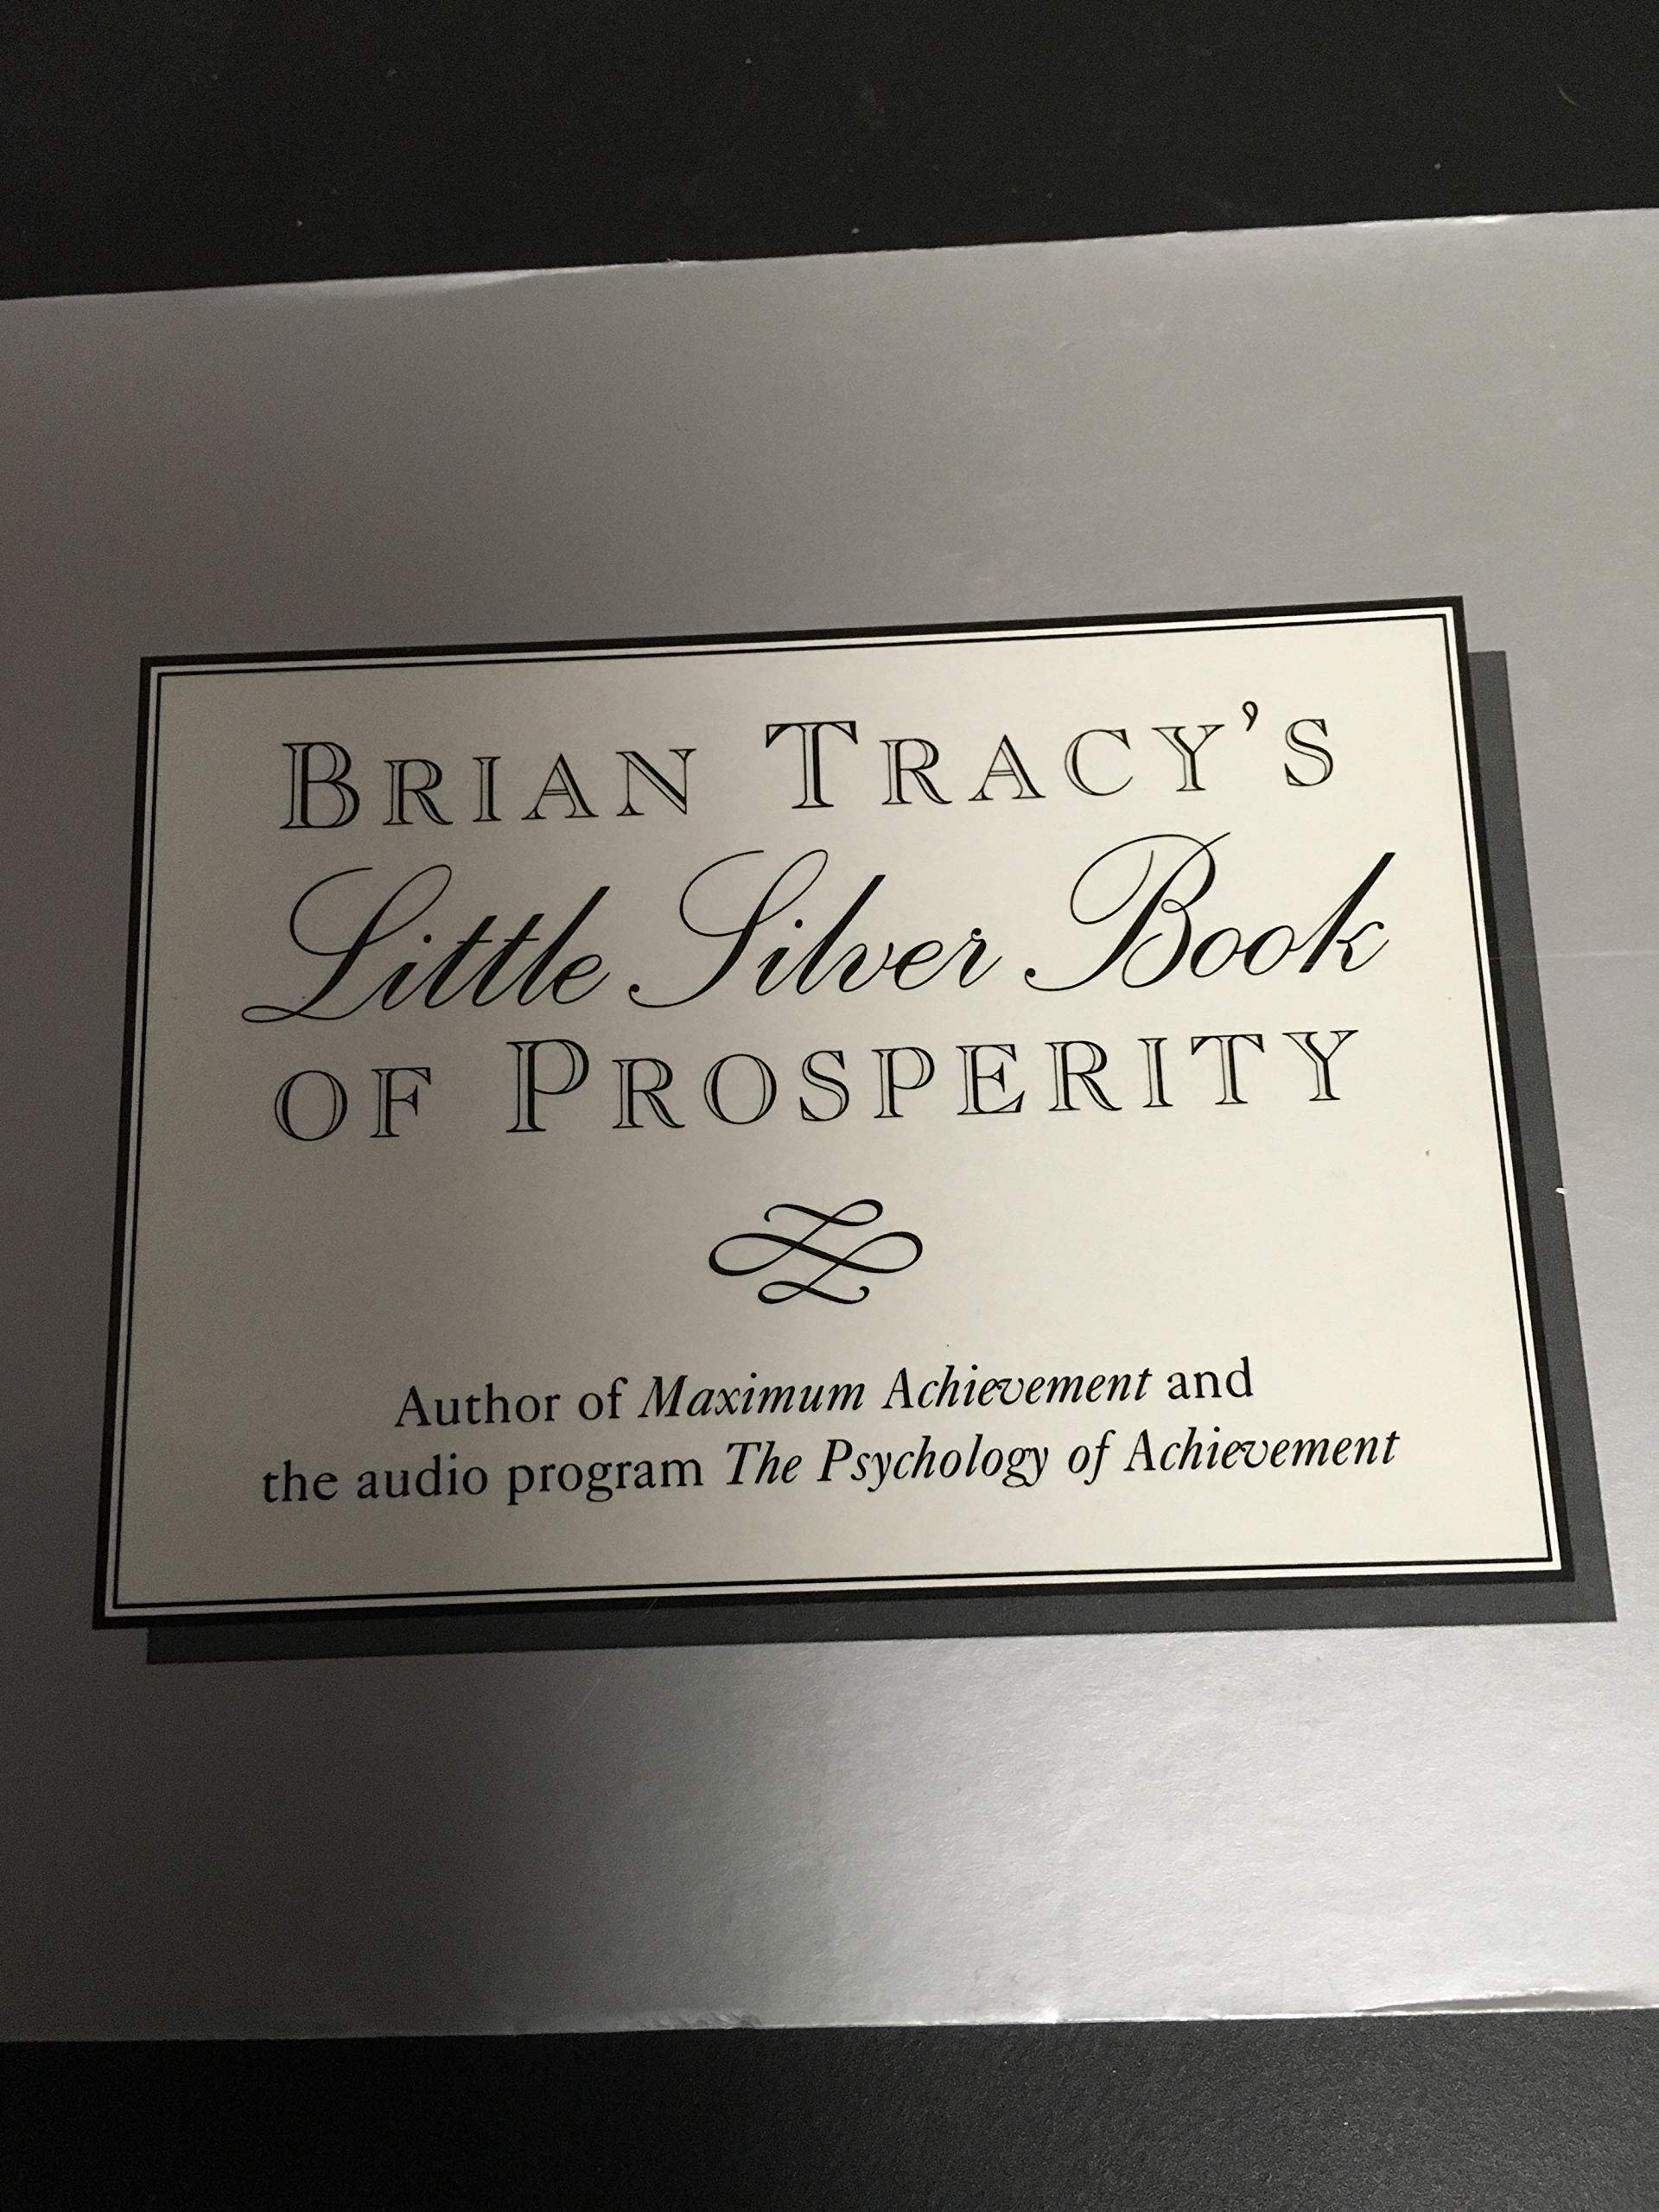 BRIAN TRACY'S
Little Silver Book
OF PROSPERITY
Author of Maximum Achievement and
the audio program The Psychology of Achievement